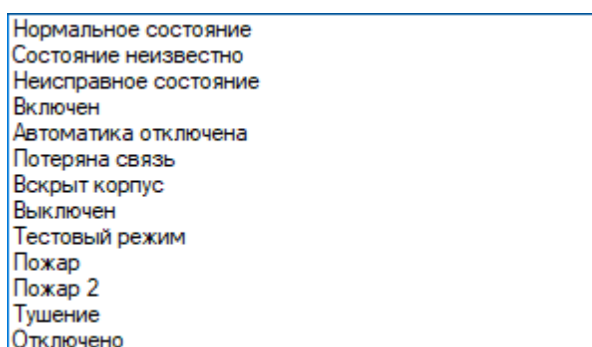 Нормальное состояние
Состояние неизвестно
Неисправное состояние
Включен
Автоматика отключена
Потеряна связь
Вскрыт корпус
Выключен
Тестовый режим
Пожар
Пожар 2
Тушение
Отключено